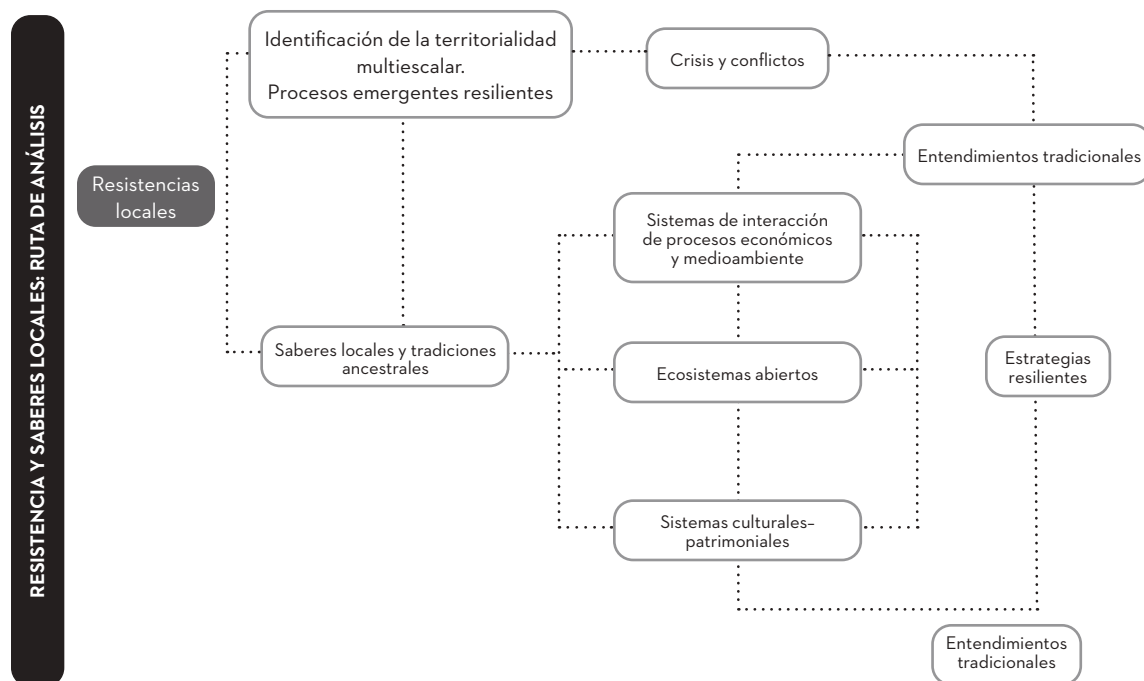 RESISTENCIA Y SABERES LOCALES: RUTA DE ANÁLISIS
Resistencias
locales
Identificación de la territorialidad
multiescalar.
Procesos emergentes resilientes
Crisis y conflictos
Entendimientos tradicionales
Sistemas de interacción
de procesos económicos
y medioambiente
Saberes locales y tradiciones
ancestrales
Ecosistemas abiertos
Estrategias
resilientes
Sistemas culturales–
patrimoniales
Entendimientos
tradicionales